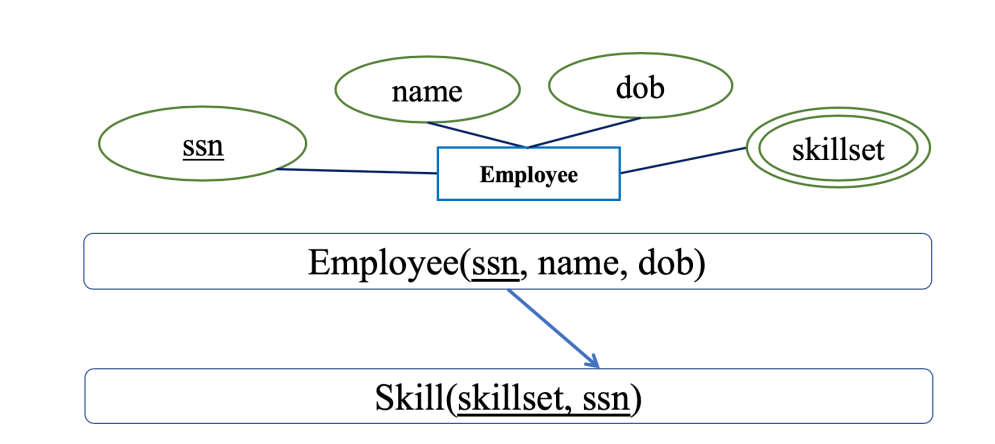 name
dob
ssn
skillset
Employee
Employee(ssn, name, dob)
Skill(skillset, ssn)